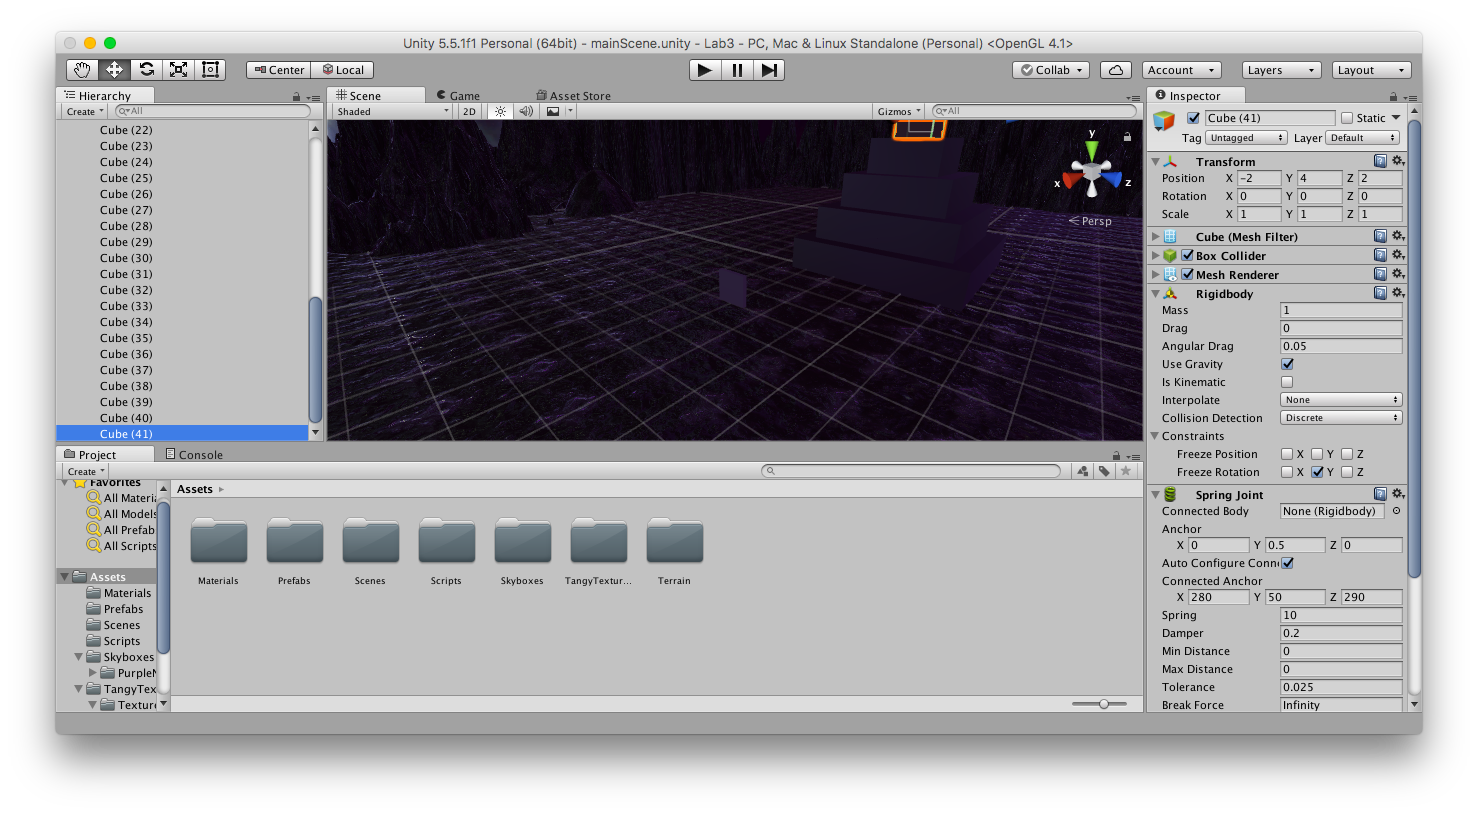 Unity 5.5.1f1 Personal (64bit) - mainScene.unity - Lab3 - PC, Mac & Linux Standalone (Personal) <OpenGL 4.1>
Center Local Collab Account Layers Layout
Hierarchy
Create All
Cube (22)
Cube (23)
Cube (24)
Cube (25)
Cube (26)
Cube (27)
Cube (28)
Cube (29)
Cube (30)
Cube (31)
Cube (32)
Cube (33)
Cube (34)
Cube (35)
Cube (36)
Cube (37)
Cube (38)
Cube (39)
Cube (40)
Cube (41)
Scene Game Asset Store
Shaded 2D Gizmos All
y
x z
Persp
Inspector
Cube (41) Static
Tag Untagged Layer Default
Transform
Position X -2 Y 4 Z 2
Rotation X 0 Y 0 Z 0
Scale X 1 Y 1 Z 1
Cube (Mesh Filter)
Box Collider
Mesh Renderer
Rigidbody
Mass 1
Drag 0
Angular Drag 0.05
Use Gravity
Is Kinematic
Interpolate None
Collision Detection Discrete
Constraints
Freeze Position X Y Z
Freeze Rotation X Y Z
Spring Joint
Connected Body None (Rigidbody)
Anchor
X 0 Y 0.5 Z 0
Auto Configure Conn
Connected Anchor
X 280 Y 50 Z 290
Spring 10
Damper 0.2
Min Distance 0
Max Distance 0
Tolerance 0.025
Break Force Infinity
Project Console
Create
Favorites
All Materia
All Models
All Prefab
All Scripts
Assets
Materials
Prefabs
Scenes
Scripts
Skyboxes
PurpleN
TangyTex
Texture
Assets
Materials Prefabs Scenes Scripts Skyboxes TangyTextur... Terrain